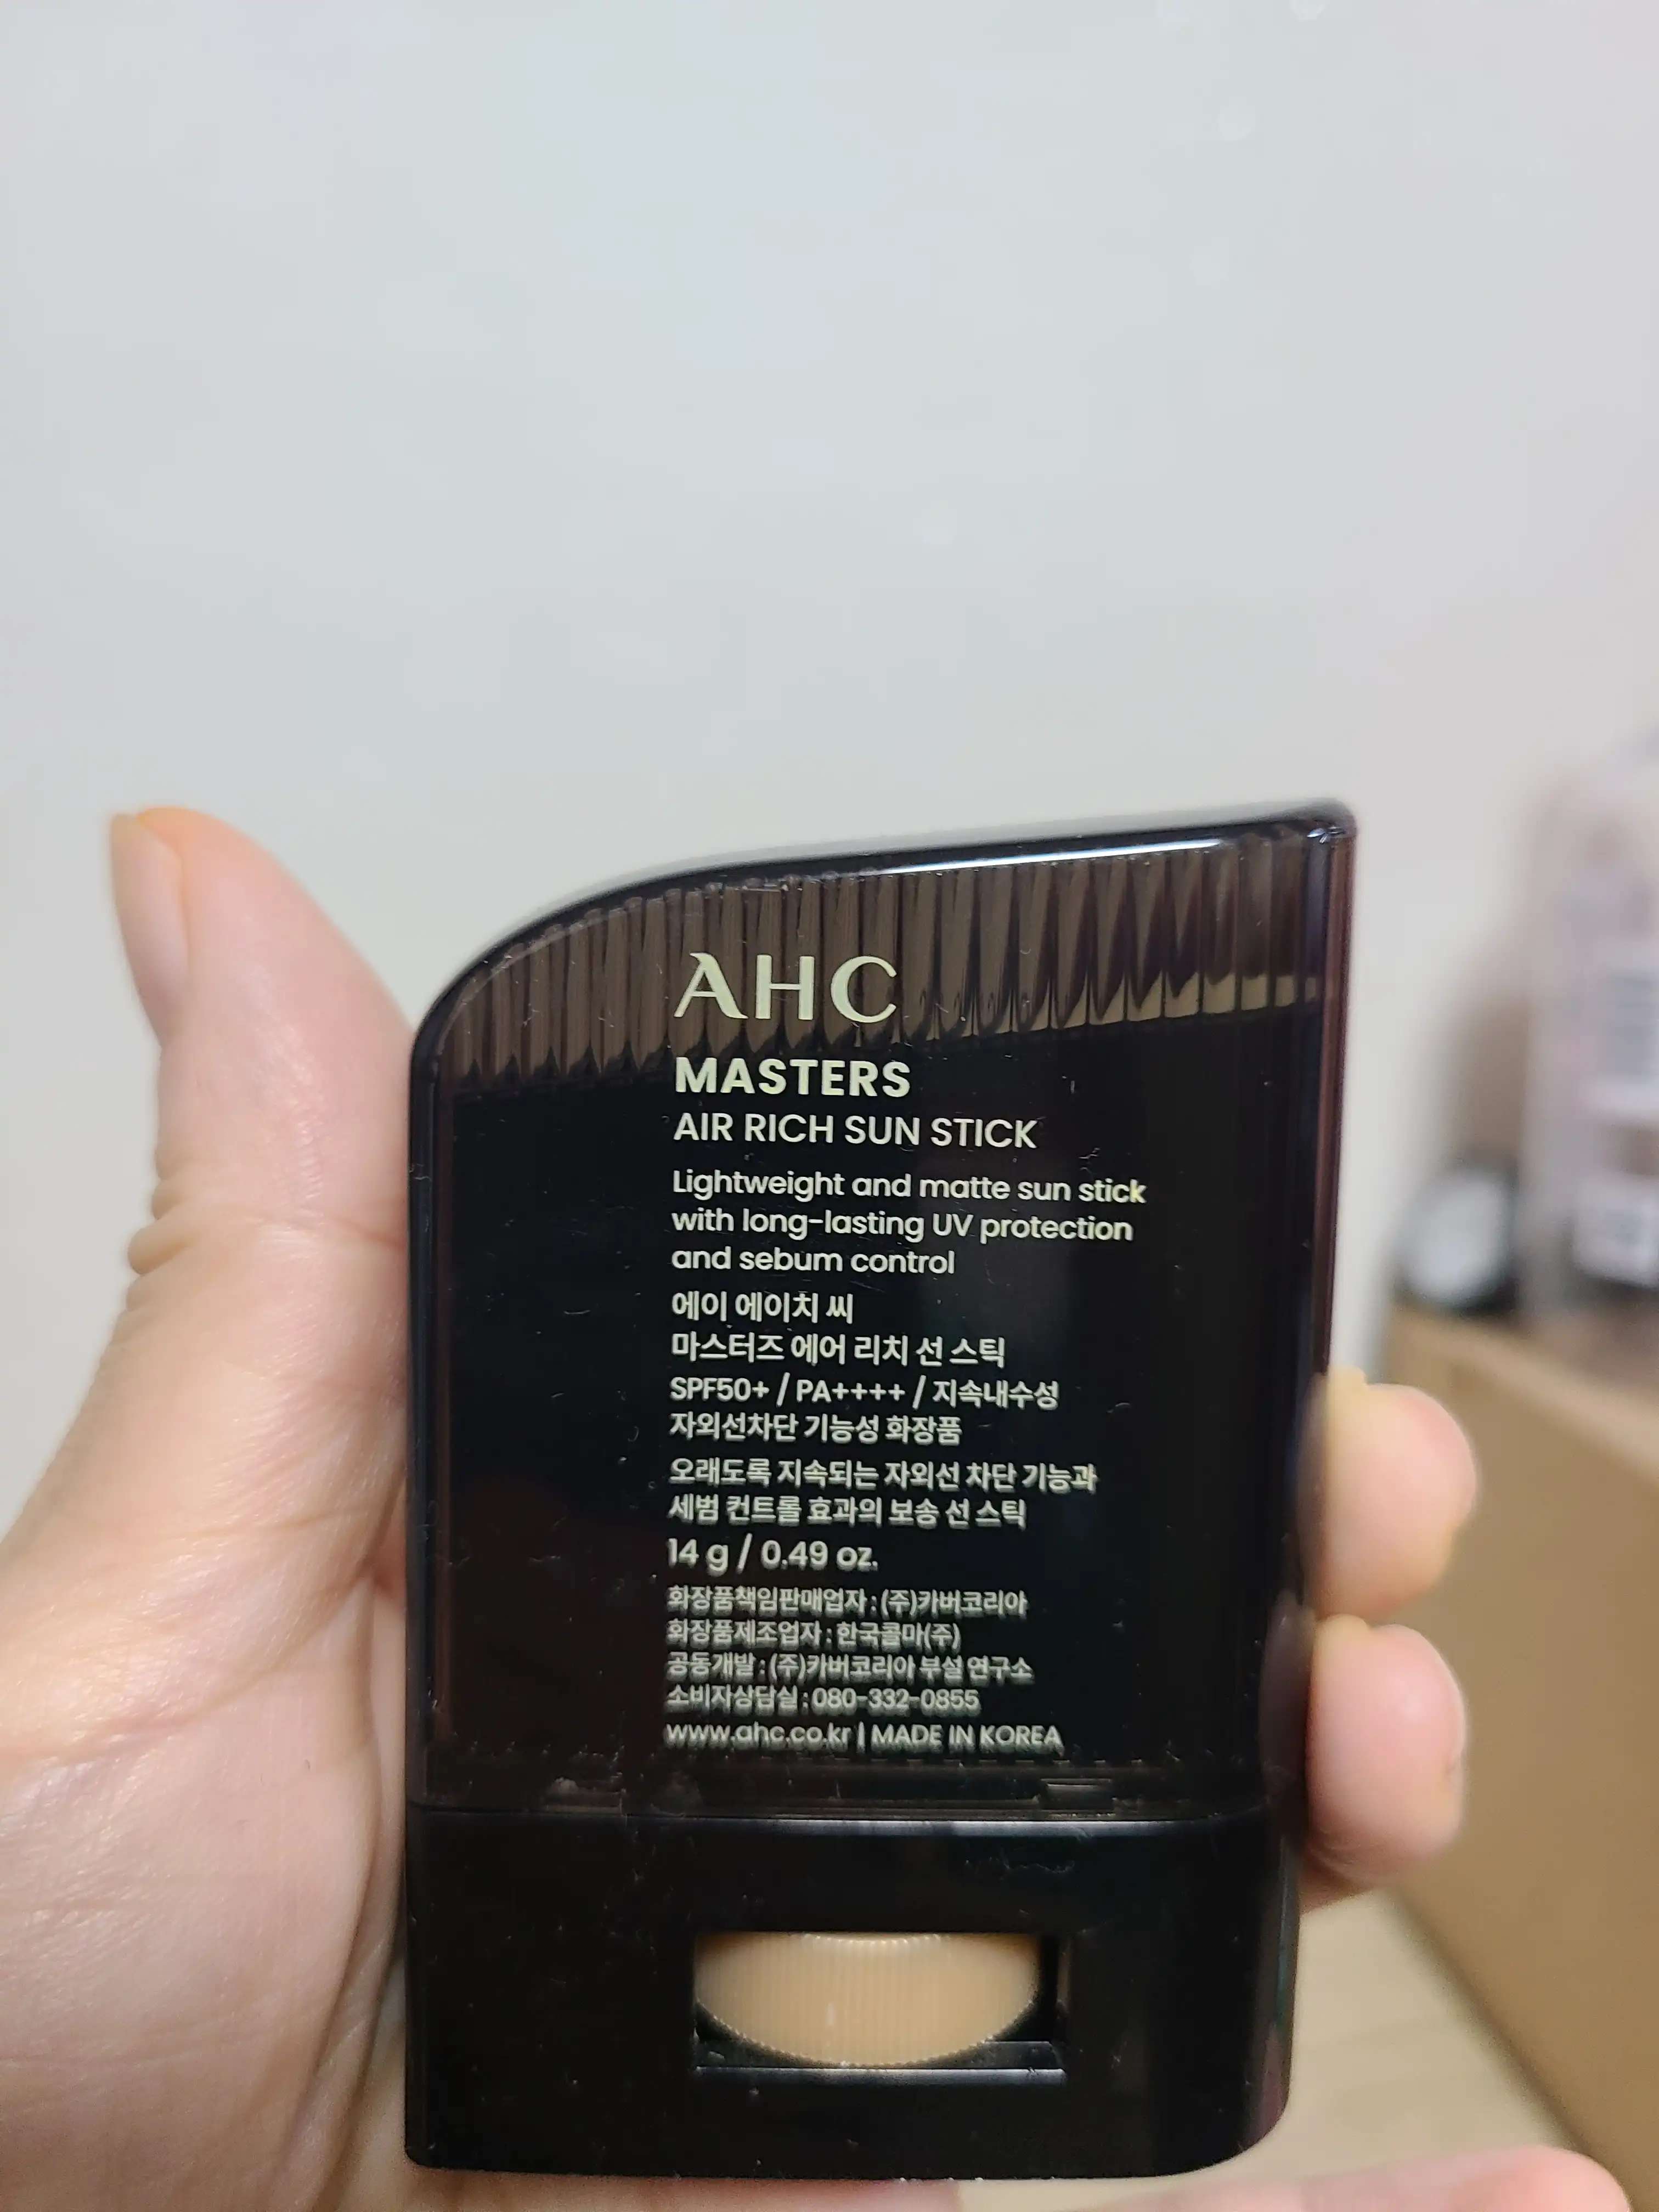 AHC
MASTERS
AIR RICH SUN STICK
Lightweight and matte sun stick
with long-lasting UV protection
and sebum control
에이 에이치 씨
마스터즈 에어 리치 선 스틱
SPF50+ / PA++++ / 지속내수성
자외선차단 기능성 화장품
오래도록 지속되는 자외선 차단 기능과
세범 컨트롤 효과의 보송 선 스틱
14 g / 0.49 oz.
화장품책임판매업자 : (주)카버코리아
화장품제조업자 : 한국콜마(주)
공동개발 : (주)카버코리아 부설 연구소
소비자상담실 : 080-332-0855
www.ahc.co.kr | MADE IN KOREA